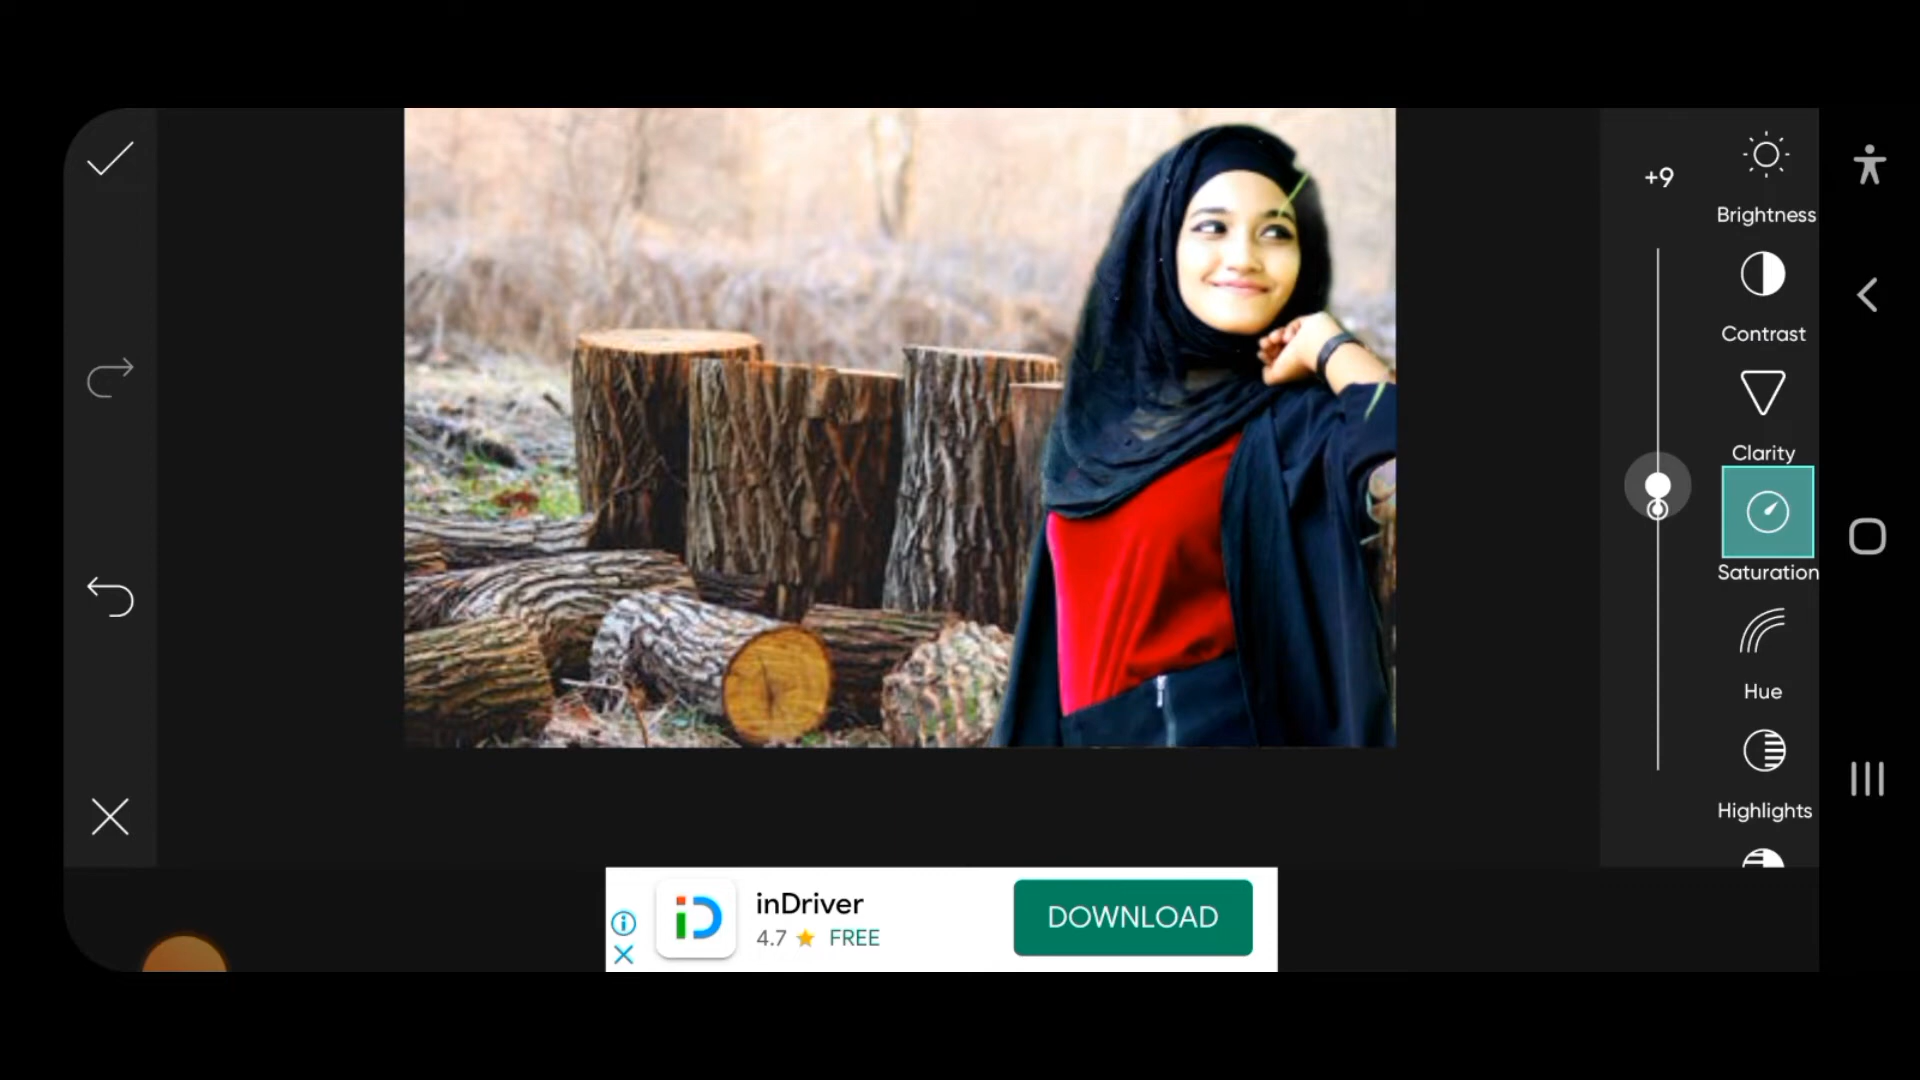 +9
Brightness
Contrast
Clarity
Saturation
Hue
Highlights
inDriver
4.7 ★ FREE
DOWNLOAD